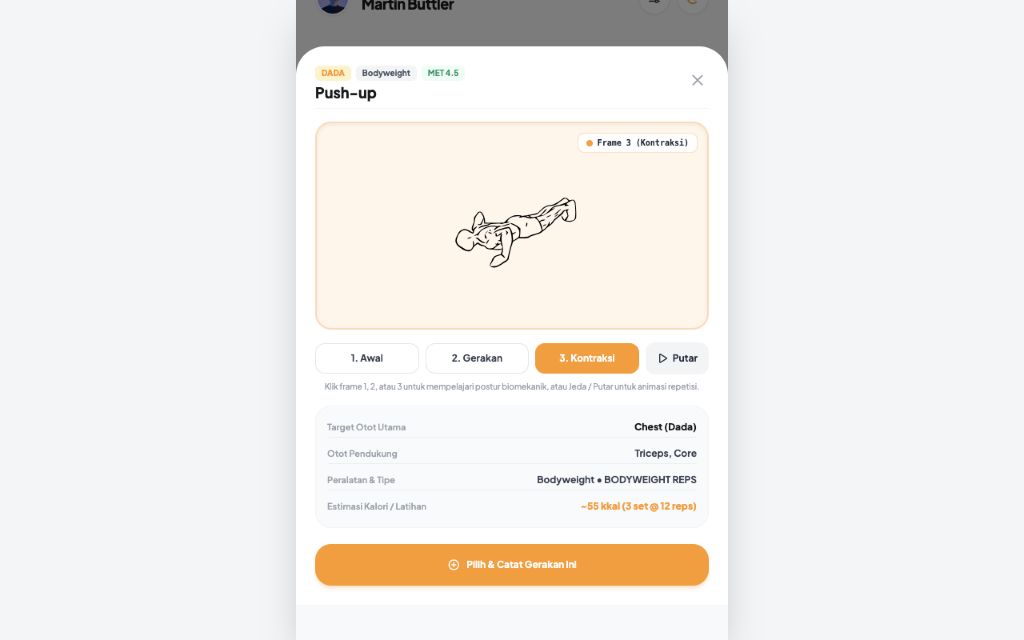 Martin Buttler
DADA Bodyweight MET 4.5
Push-up
Frame 3 (Kontraksi)
1. Awal 2. Gerakan 3. Kontraksi Putar
Klik frame 1, 2, atau 3 untuk mempelajari postur biomekanik, atau Jeda / Putar untuk animasi repetisi.
Target Otot Utama Chest (Dada)
Otot Pendukung Triceps, Core
Peralatan & Tipe Bodyweight • BODYWEIGHT REPS
Estimasi Kalori / Latihan ~55 kkal (3 set @ 12 reps)
Pilih & Catat Gerakan Ini